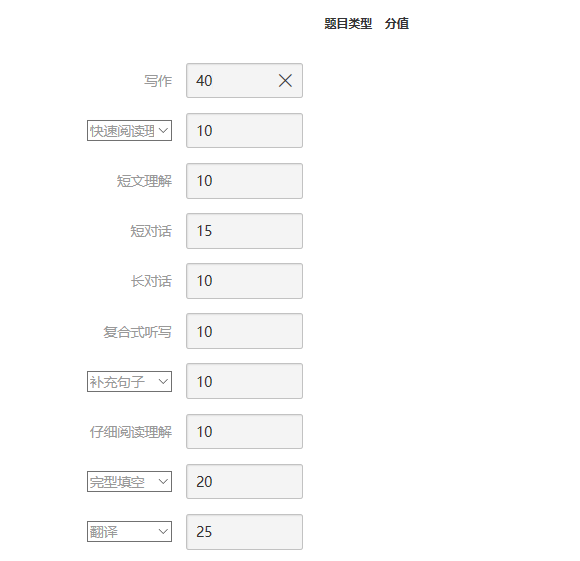 题目类型 分值
写作 40
快速阅读理 10
短文理解 10
短对话 15
长对话 10
复合式听写 10
补充句子 10
仔细阅读理解 10
完型填空 20
翻译 25